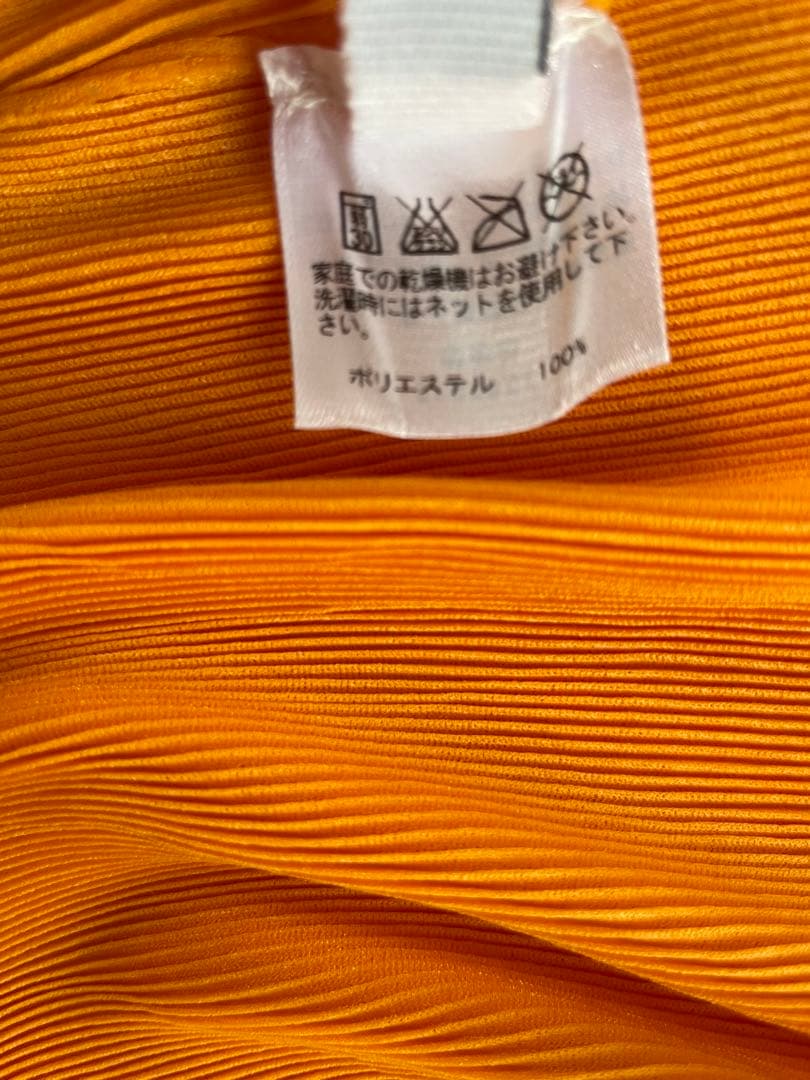 30
家庭での乾燥機はお避け下さい。
洗濯時にはネットを使用して下
さい。
ポリエステル 100%